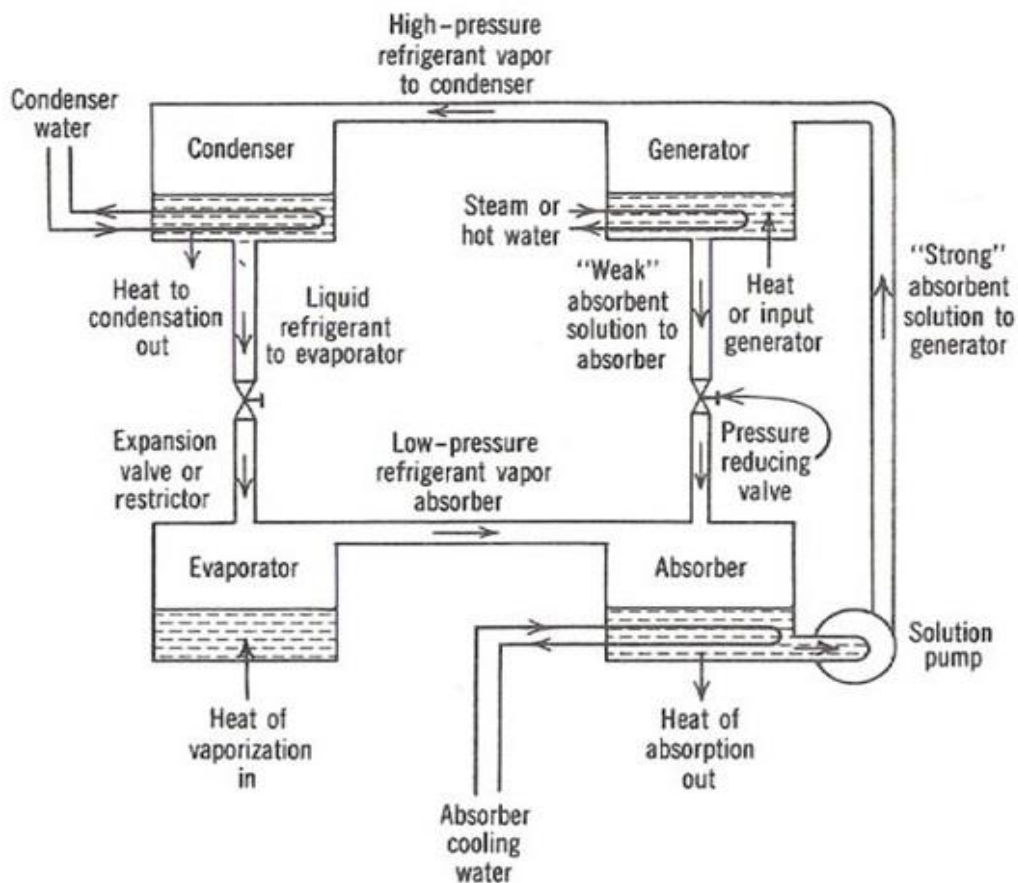 High-pressure
refrigerant vapor
to condenser
Condenser
water
Condenser
Generator
Steam or
hot water
"Strong"
absorbent
solution to
generator
Heat to
condensation
out
Liquid
refrigerant
to evaporator
"Weak"
absorbent
solution to
absorber
Heat
or input
generator
Expansion
valve or
restrictor
Low-pressure
refrigerant vapor
absorber
Pressure
reducing
valve
Evaporator
Absorber
Solution
pump
Heat of
vaporization
in
Heat of
absorption
out
Absorber
cooling
water